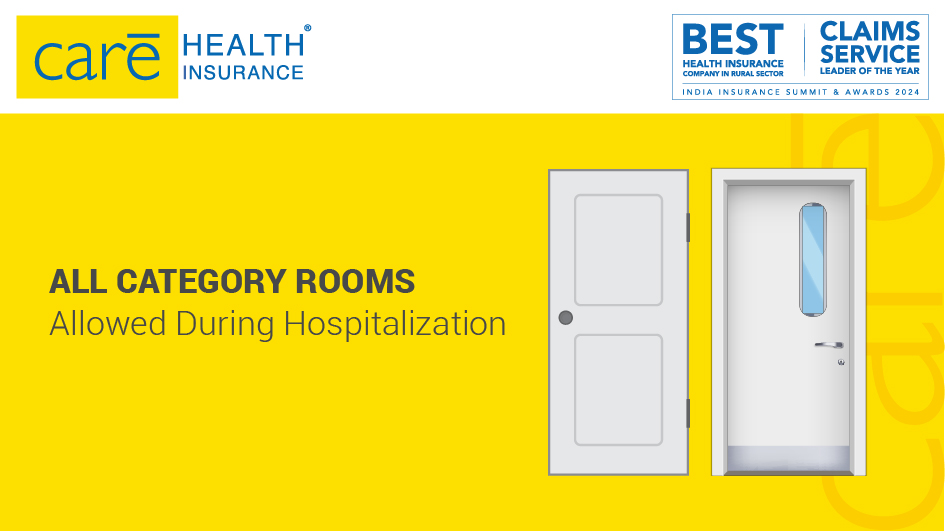 carē HEALTH®
INSURANCE
BEST
HEALTH INSURANCE
COMPANY IN RURAL SECTOR
CLAIMS
SERVICE
LEADER OF THE YEAR
INDIA INSURANCE SUMMIT & AWARDS 2024
ALL CATEGORY ROOMS
Allowed During Hospitalization
carē